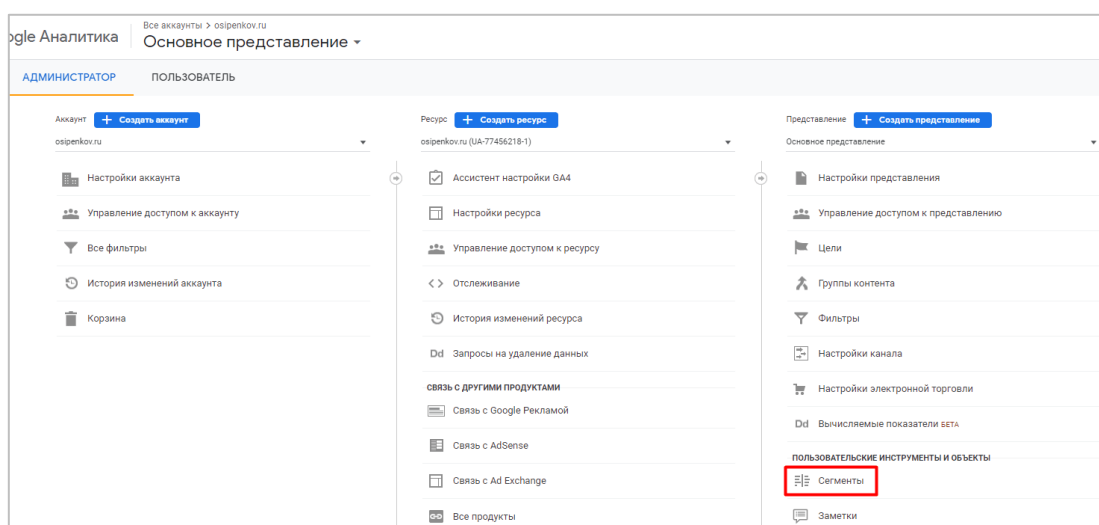 Все аккаунты > osipenkov.ru
ogle Аналитика
Основное представление
АДМИНИСТРАТОР
ПОЛЬЗОВАТЕЛЬ
Аккаунт + Создать аккаунт
osipenkov.ru
Настройки аккаунта
Управление доступом к аккаунту
Все фильтры
История изменений аккаунта
Корзина
Ресурс + Создать ресурс
osipenkov.ru (UA-77456218-1)
Ассистент настройки GA4
Настройки ресурса
Управление доступом к ресурсу
Отслеживание
История изменений ресурса
Dd Запросы на удаление данных
СВЯЗЬ С ДРУГИМИ ПРОДУКТАМИ
Связь с Google Рекламой
Связь с AdSense
Связь с Ad Exchange
Все продукты
Представление + Создать представление
Основное представление
Настройки представления
Управление доступом к представлению
Цели
Группы контента
Фильтры
Настройки канала
Настройки электронной торговли
Dd Вычисляемые показатели БЕТА
ПОЛЬЗОВАТЕЛЬСКИЕ ИНСТРУМЕНТЫ И ОБЪЕКТЫ
Сегменты
Заметки